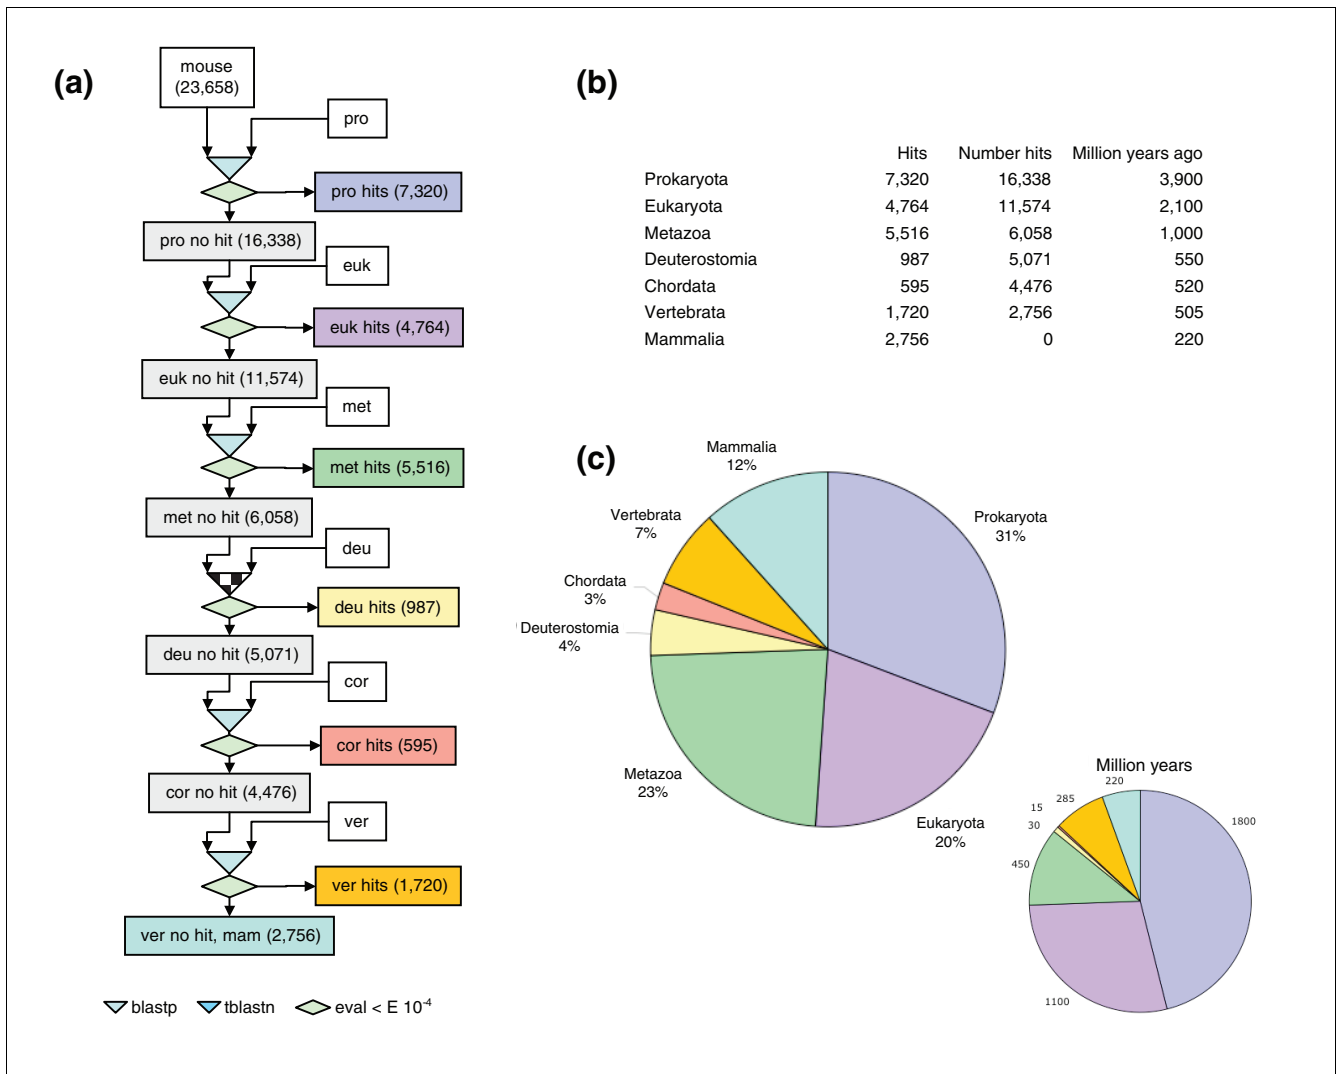 (a)
mouse
(23,658)
pro
pro hits (7,320)
pro no hit (16,338)
euk
euk hits (4,764)
euk no hit (11,574)
met
met hits (5,516)
met no hit (6,058)
deu
deu hits (987)
deu no hit (5,071)
cor
cor hits (595)
cor no hit (4,476)
ver
ver hits (1,720)
ver no hit, mam (2,756)
blastp tblastn eval < E 10-4
(b)
Hits Number hits Million years ago
Prokaryota 7,320 16,338 3,900
Eukaryota 4,764 11,574 2,100
Metazoa 5,516 6,058 1,000
Deuterostomia 987 5,071 550
Chordata 595 4,476 520
Vertebrata 1,720 2,756 505
Mammalia 2,756 0 220
(c)
Mammalia
12%
Prokaryota
31%
Vertebrata
7%
Chordata
3%
Deuterostomia
4%
Metazoa
23%
Eukaryota
20%
Million years
220
285
15
30
450
1100
1800